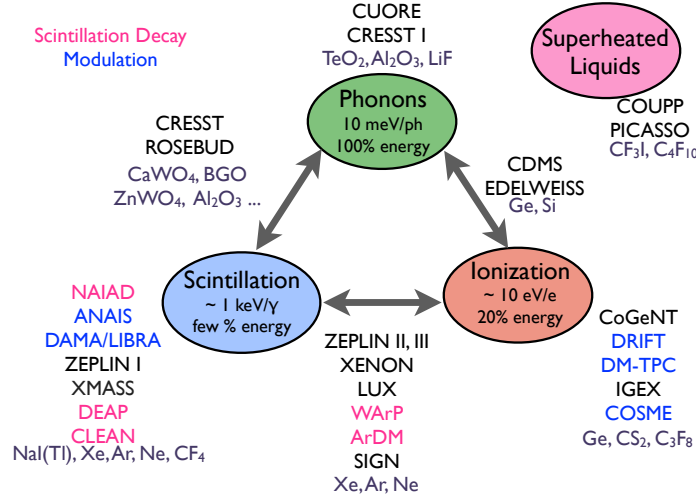 Scintillation Decay
Modulation
CUORE
CRESST I
TeO₂, Al₂O₃, LiF
Superheated
Liquids
COUPP
PICASSO
CF₃I, C₄F₁₀
Phonons
10 meV/ph
100% energy
CRESST
ROSEBUD
CaWO₄, BGO
ZnWO₄, Al₂O₃ ...
CDMS
EDELWEISS
Ge, Si
Scintillation
~ 1 keV/γ
few % energy
Ionization
~ 10 eV/e
20% energy
NAIAD
ANAIS
DAMA/LIBRA
ZEPLIN I
XMASS
DEAP
CLEAN
NaI(Tl), Xe, Ar, Ne, CF₄
ZEPLIN II, III
XENON
LUX
WArP
ArDM
SIGN
Xe, Ar, Ne
CoGeNT
DRIFT
DM-TPC
IGEX
COSME
Ge, CS₂, C₃F₈